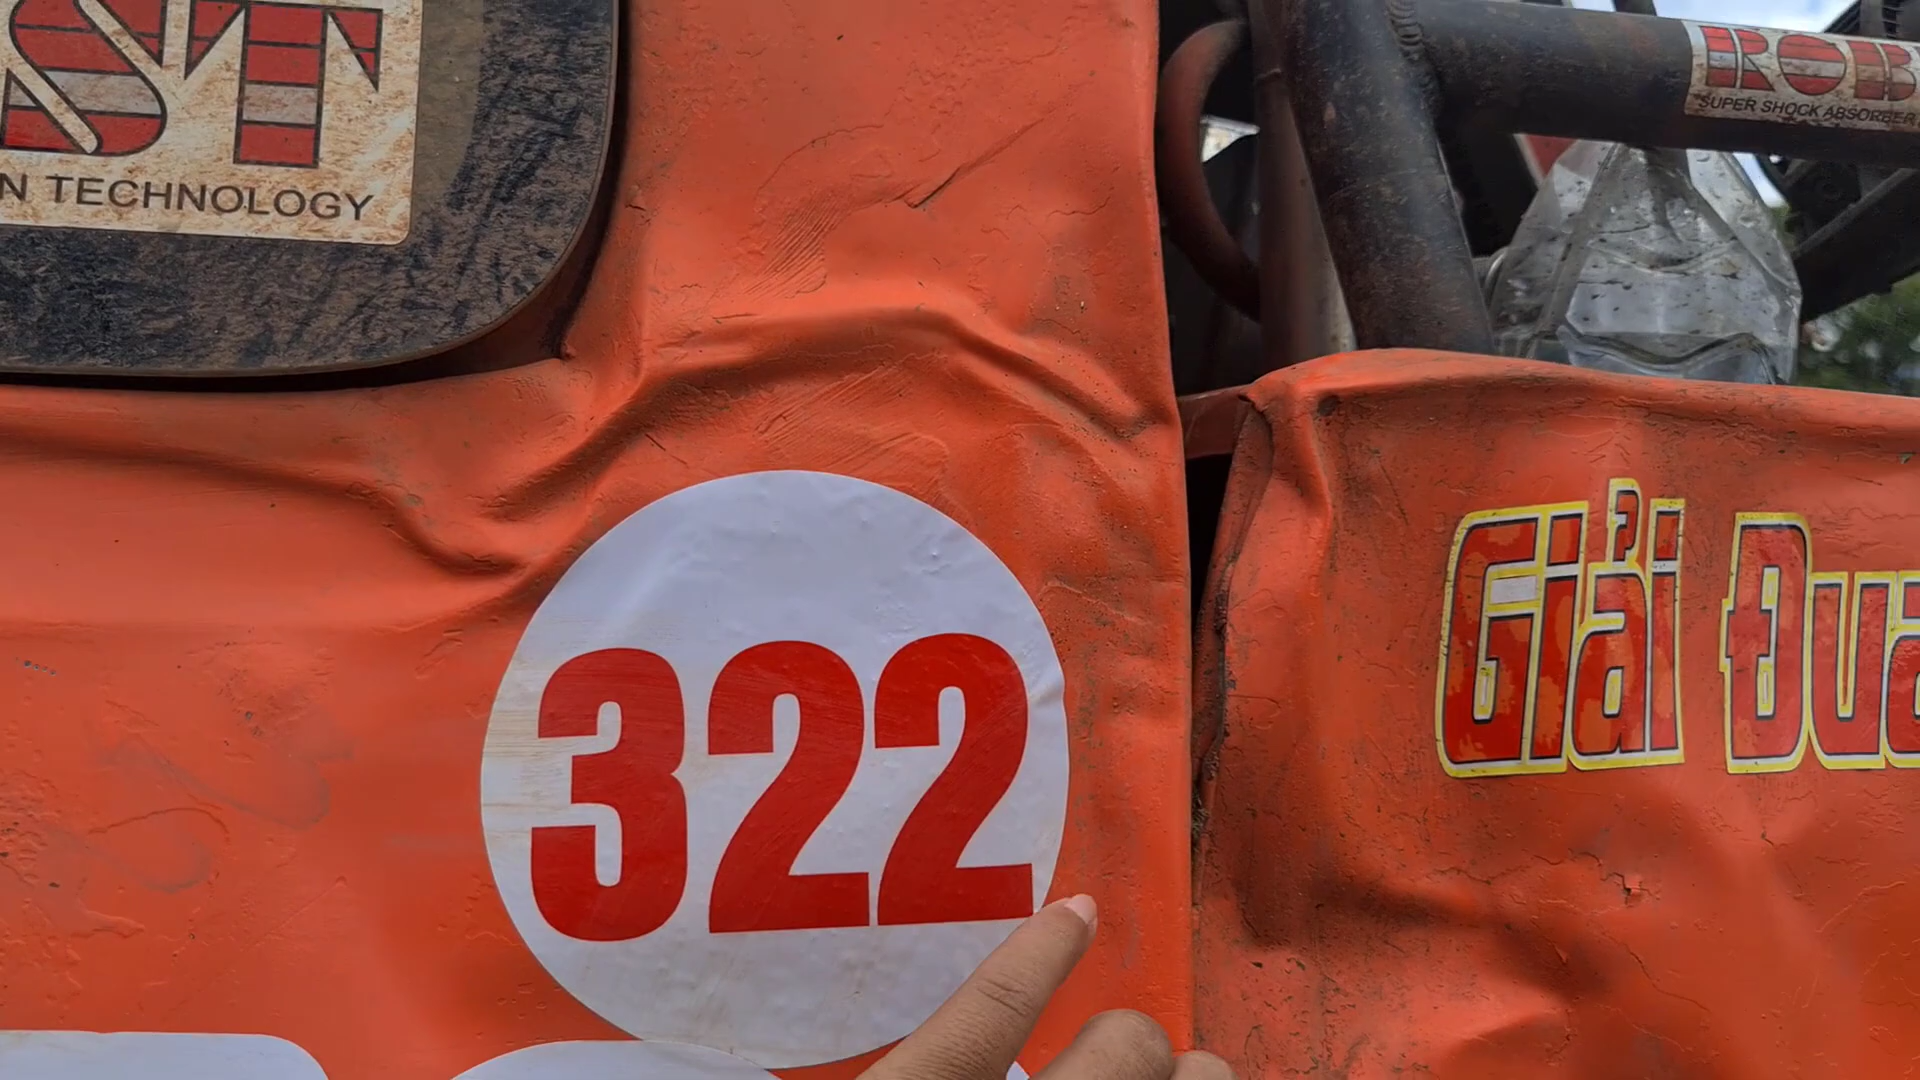 ST
N TECHNOLOGY
ROB
SUPER SHOCK ABSORBER
Giải Đua
322